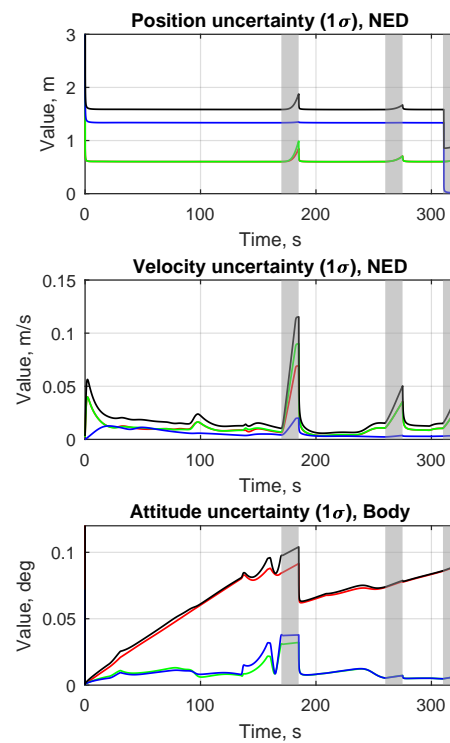 Position uncertainty (1σ), NED
3
2
1
0
Value, m
0 100 200 300
Time, s
Velocity uncertainty (1σ), NED
0.15
0.1
0.05
0
Value, m/s
0 100 200 300
Time, s
Attitude uncertainty (1σ), Body
0.1
0.05
0
Value, deg
0 100 200 300
Time, s